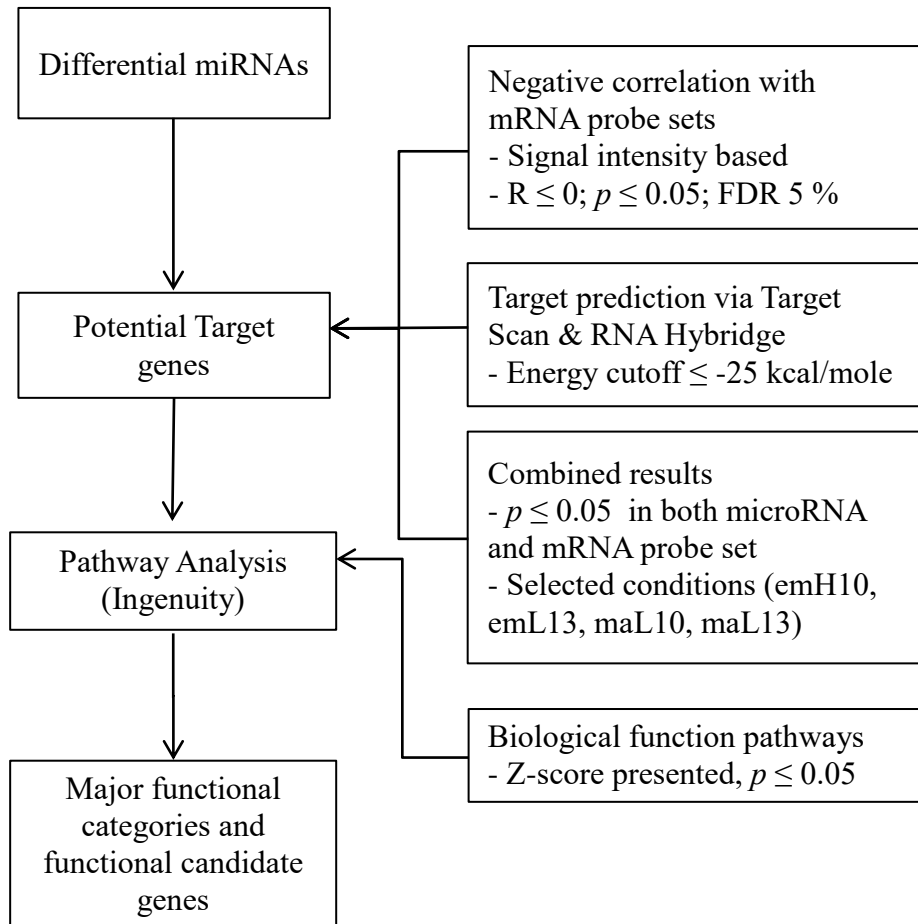 Differential miRNAs
Negative correlation with
mRNA probe sets
- Signal intensity based
- R ≤ 0; p ≤ 0.05; FDR 5 %
Potential Target
genes
Target prediction via Target
Scan & RNA Hybridge
- Energy cutoff ≤ -25 kcal/mole
Combined results
- p ≤ 0.05 in both microRNA
and mRNA probe set
- Selected conditions (emH10,
emL13, maL10, maL13)
Pathway Analysis
(Ingenuity)
Biological function pathways
- Z-score presented, p ≤ 0.05
Major functional
categories and
functional candidate
genes